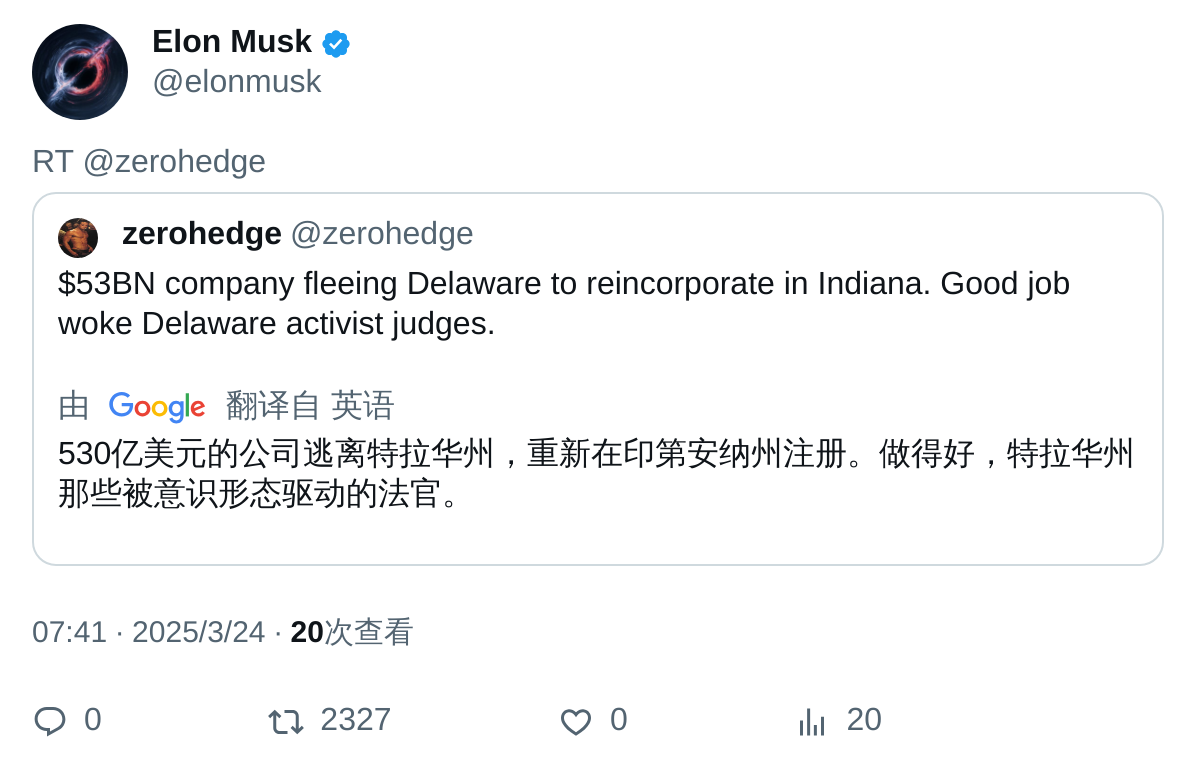 Elon Musk
@elonmusk
RT @zerohedge
zerohedge @zerohedge
$53BN company fleeing Delaware to reincorporate in Indiana. Good job
woke Delaware activist judges.
由 Google 翻译自 英语
530亿美元的公司逃离特拉华州，重新在印第安纳州注册。做得好，特拉华州
那些被意识形态驱动的法官。
07:41 · 2025/3/24 · 20次查看
0 2327 0 20